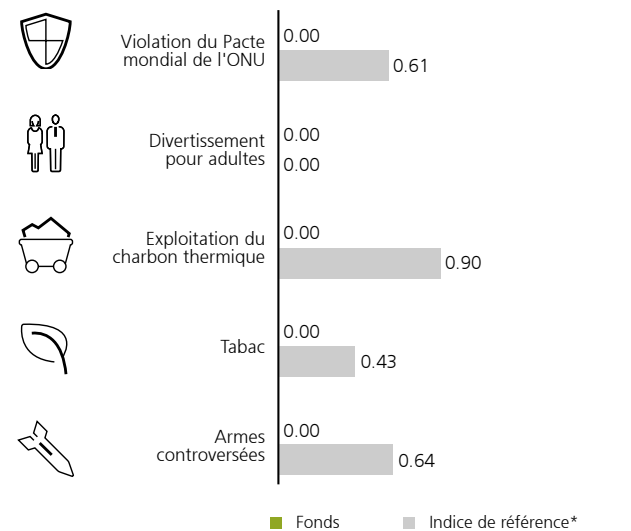 Violation du Pacte
mondial de l'ONU
0.00
0.61
Divertissement
pour adultes
0.00
0.00
Exploitation du
charbon thermique
0.00
0.90
Tabac
0.00
0.43
Armes
controversées
0.00
0.64
Fonds
Indice de référence*